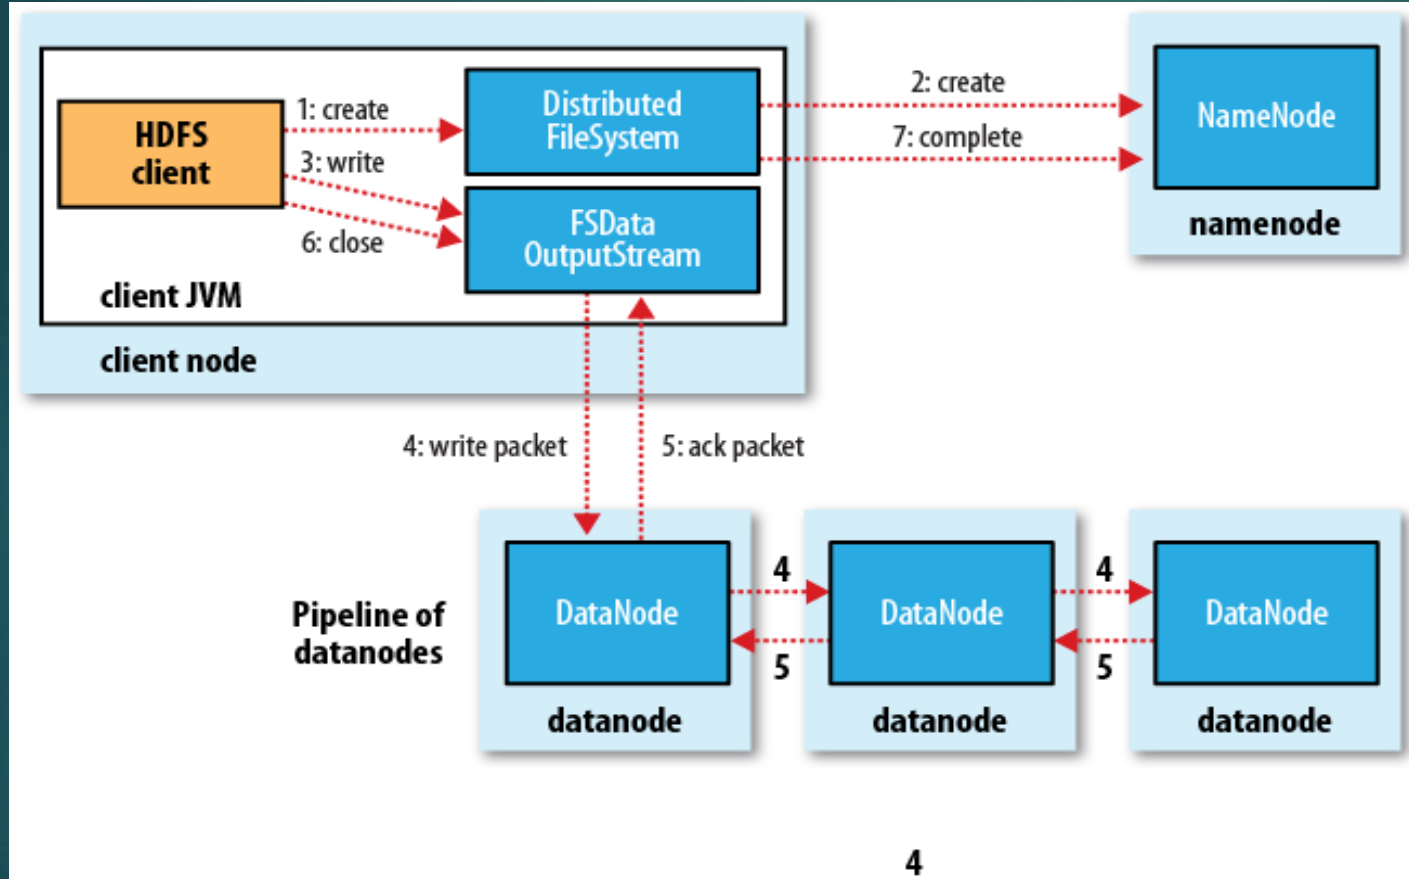 1: create
HDFS
client
3: write
6: close
Distributed
FileSystem
FSData
OutputStream
client JVM
client node
2: create
7: complete
NameNode
namenode
4: write packet
5: ack packet
Pipeline of
datanodes
DataNode
datanode
4
5
DataNode
datanode
4
5
DataNode
datanode
4